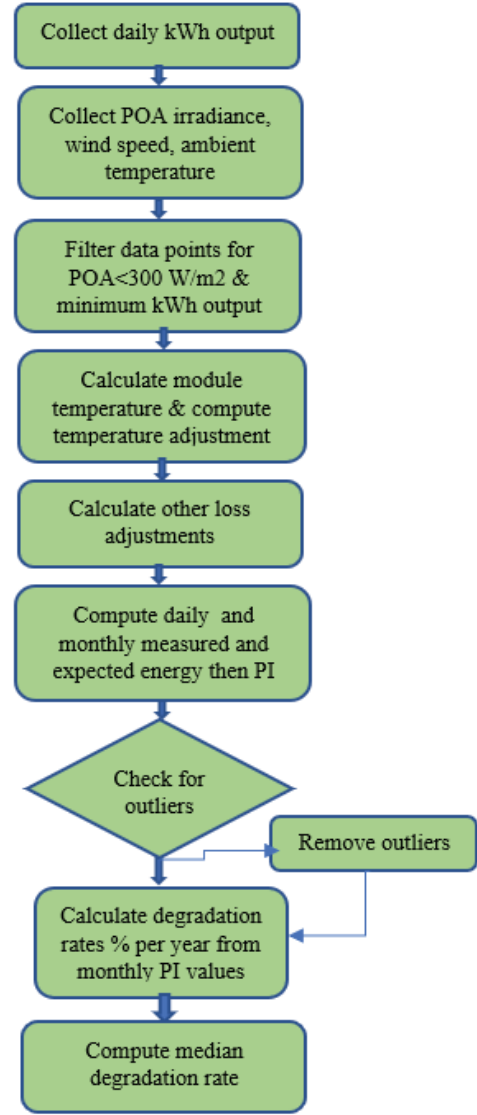 Collect daily kWh output
Collect POA irradiance,
wind speed, ambient
temperature
Filter data points for
POA<300 W/m2 &
minimum kWh output
Calculate module
temperature & compute
temperature adjustment
Calculate other loss
adjustments
Compute daily and
monthly measured and
expected energy then PI
Check for
outliers
Remove outliers
Calculate degradation
rates % per year from
monthly PI values
Compute median
degradation rate